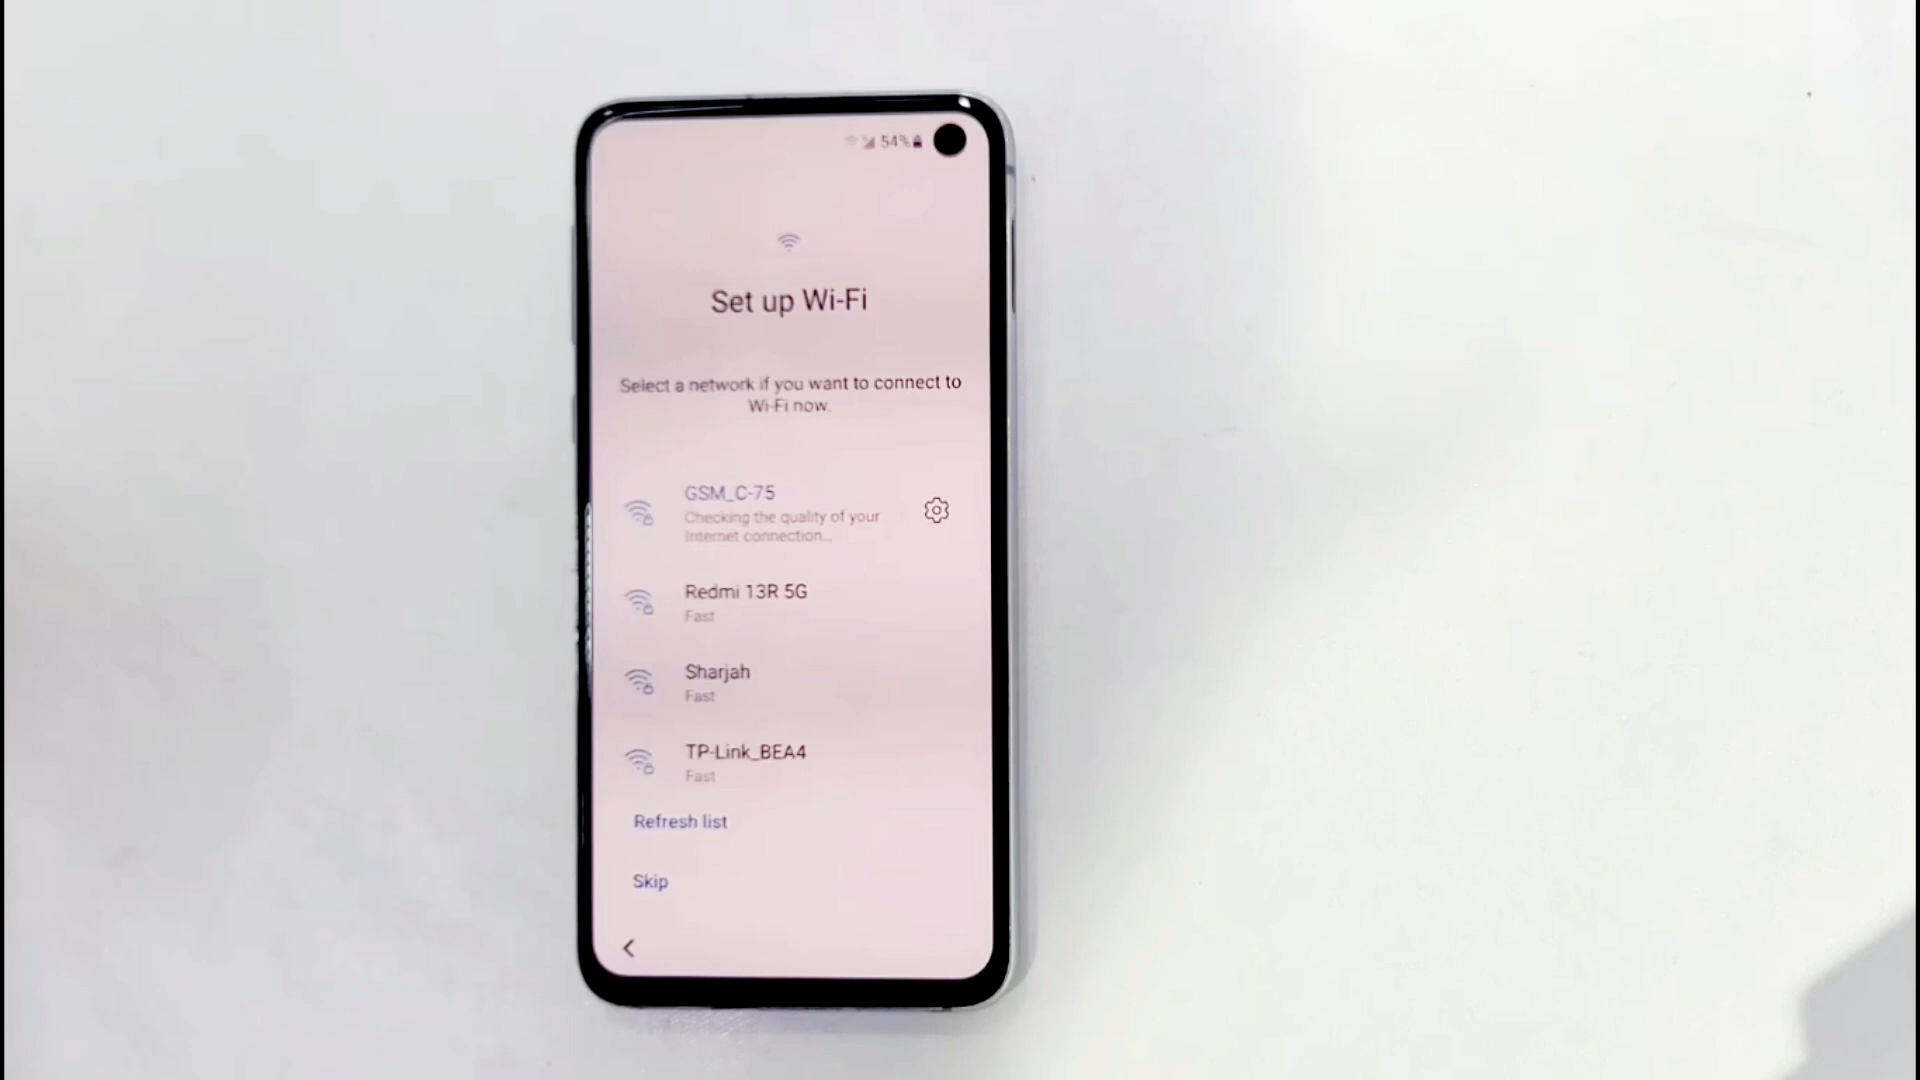 54%
Set up Wi-Fi
Select a network if you want to connect to
Wi-Fi now.
GSM_C-75
Checking the quality of your
Internet connection...
Redmi 13R 5G
Fast
Sharjah
Fast
TP-Link_BEA4
Fast
Refresh list
Skip